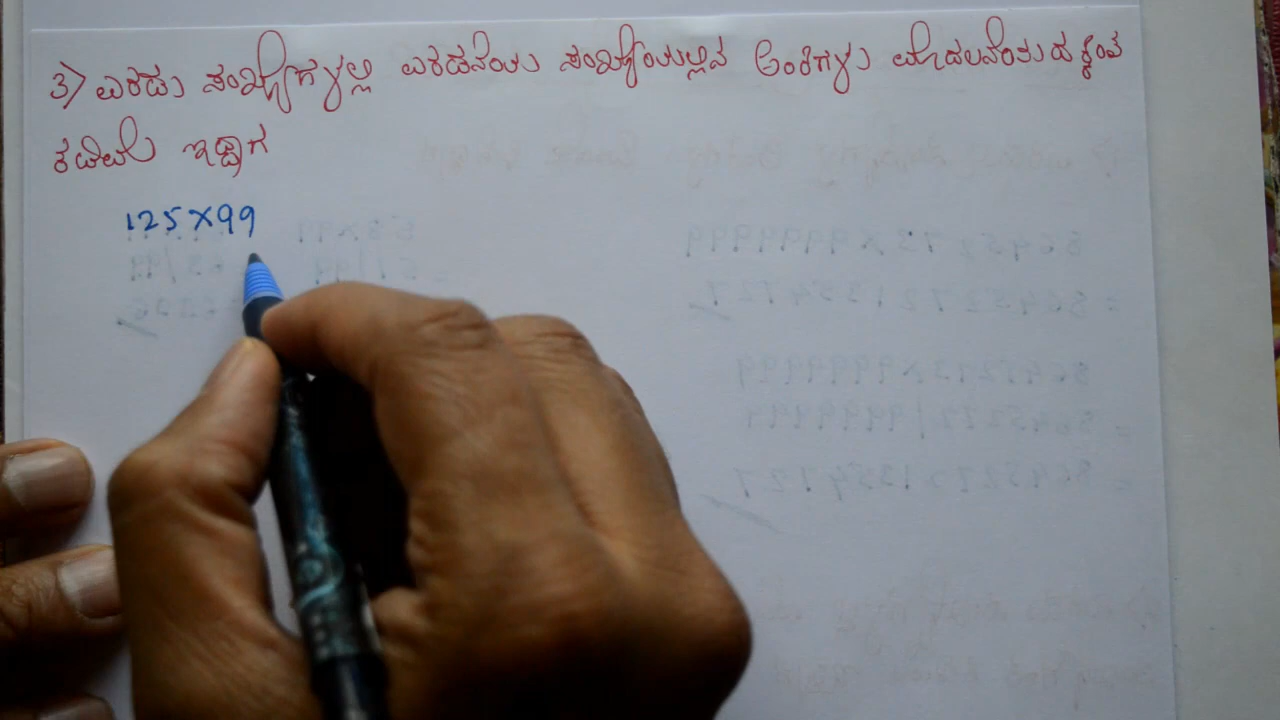 3) ಎರಡು ಸಂಖ್ಯೆಗಳಲ್ಲಿ ಎರಡನೆಯ ಸಂಖ್ಯೆಯಲ್ಲಿನ ಅಂಕಿಗಳು ಮೊದಲನೆಯದಕ್ಕಿಂತ
ಕಡಿಮೆ ಇದ್ದಾಗ
125×99